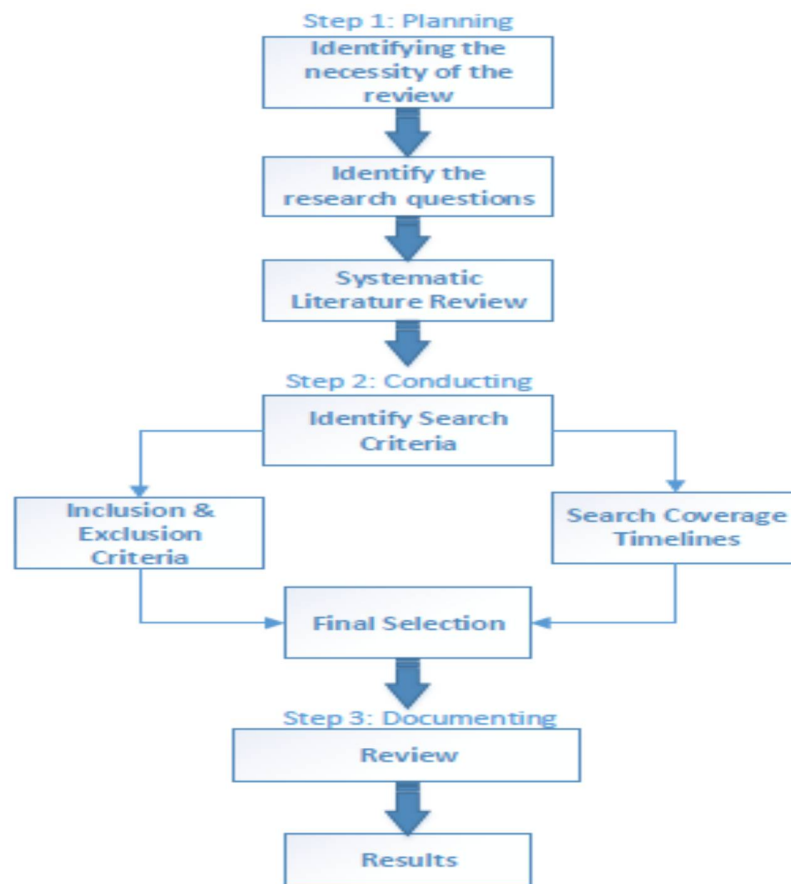 Step 1: Planning
Identifying the
necessity of the
review
Identify the
research questions
Systematic
Literature Review
Step 2: Conducting
Identify Search
Criteria
Inclusion &
Exclusion
Criteria
Search Coverage
Timelines
Final Selection
Step 3: Documenting
Review
Results